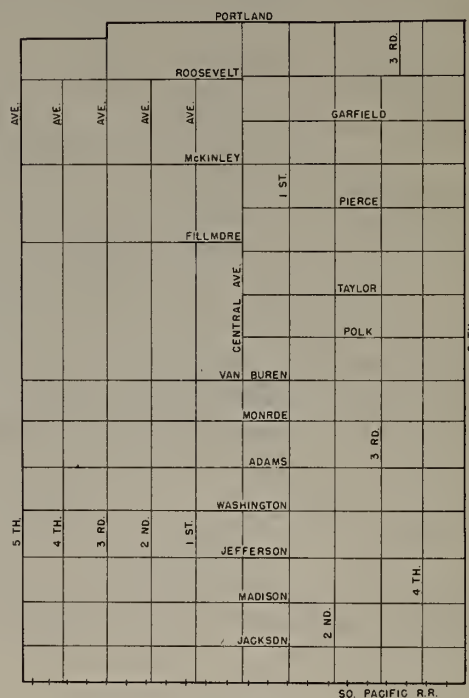 PORTLAND
3 RD.
ROOSEVELT
AVE.
AVE.
AVE.
AVE.
AVE.
GARFIELD
McKINLEY
1 ST.
PIERCE
FILLMORE
CENTRAL AVE.
TAYLOR
POLK
VAN BUREN
MONROE
3 RD.
ADAMS
WASHINGTON
5 TH.
4 TH.
3 RD.
2 ND.
1 ST.
JEFFERSON
4 TH.
MADISON
2 ND.
JACKSON
SO. PACIFIC R.R.